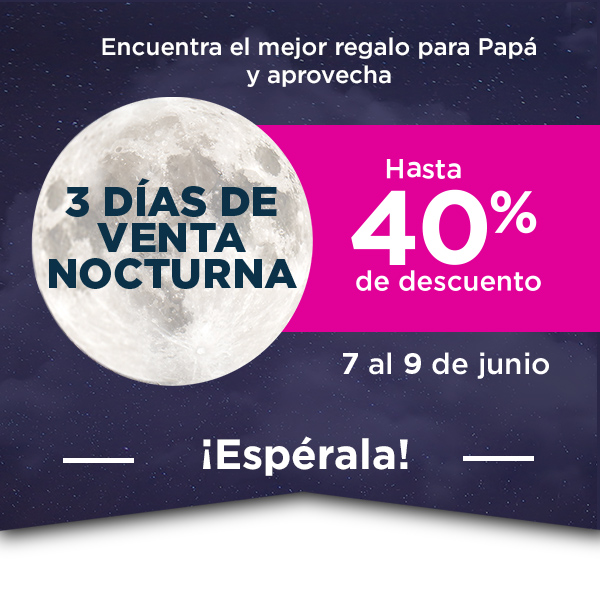 Encuentra el mejor regalo para Papá
y aprovecha
3 DÍAS DE
VENTA
NOCTURNA
Hasta
40%
de descuento
7 al 9 de junio
¡Espérala!